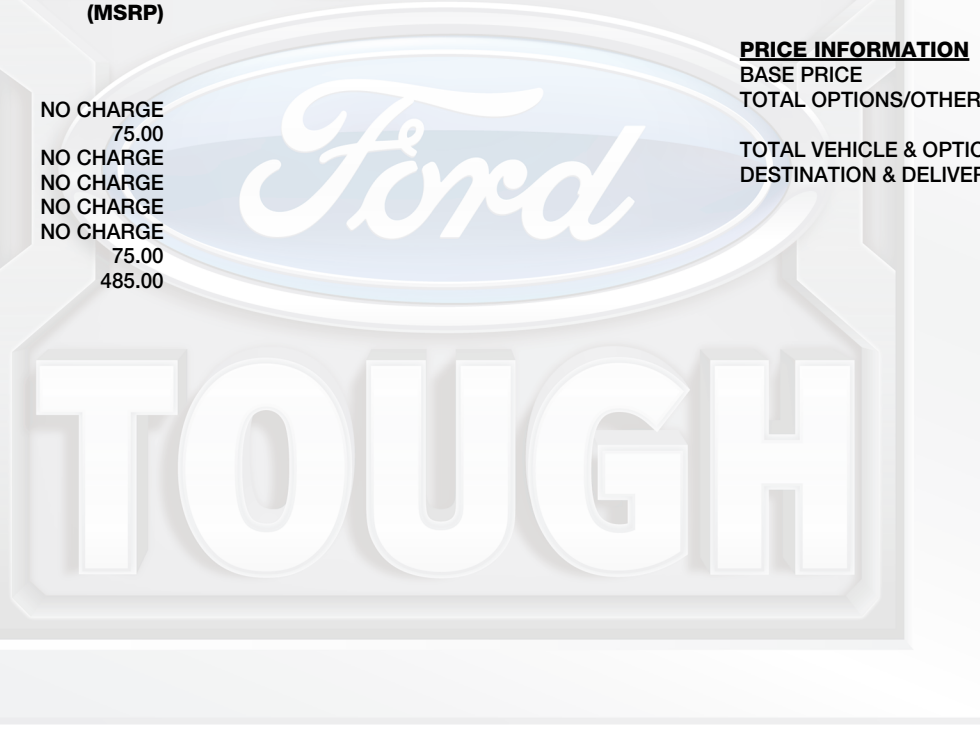 (MSRP)
NO CHARGE
75.00
NO CHARGE
NO CHARGE
NO CHARGE
NO CHARGE
75.00
485.00
PRICE INFORMATION
BASE PRICE
TOTAL OPTIONS/OTHER
TOTAL VEHICLE & OPTIO
DESTINATION & DELIVER
Ford
TOUGH